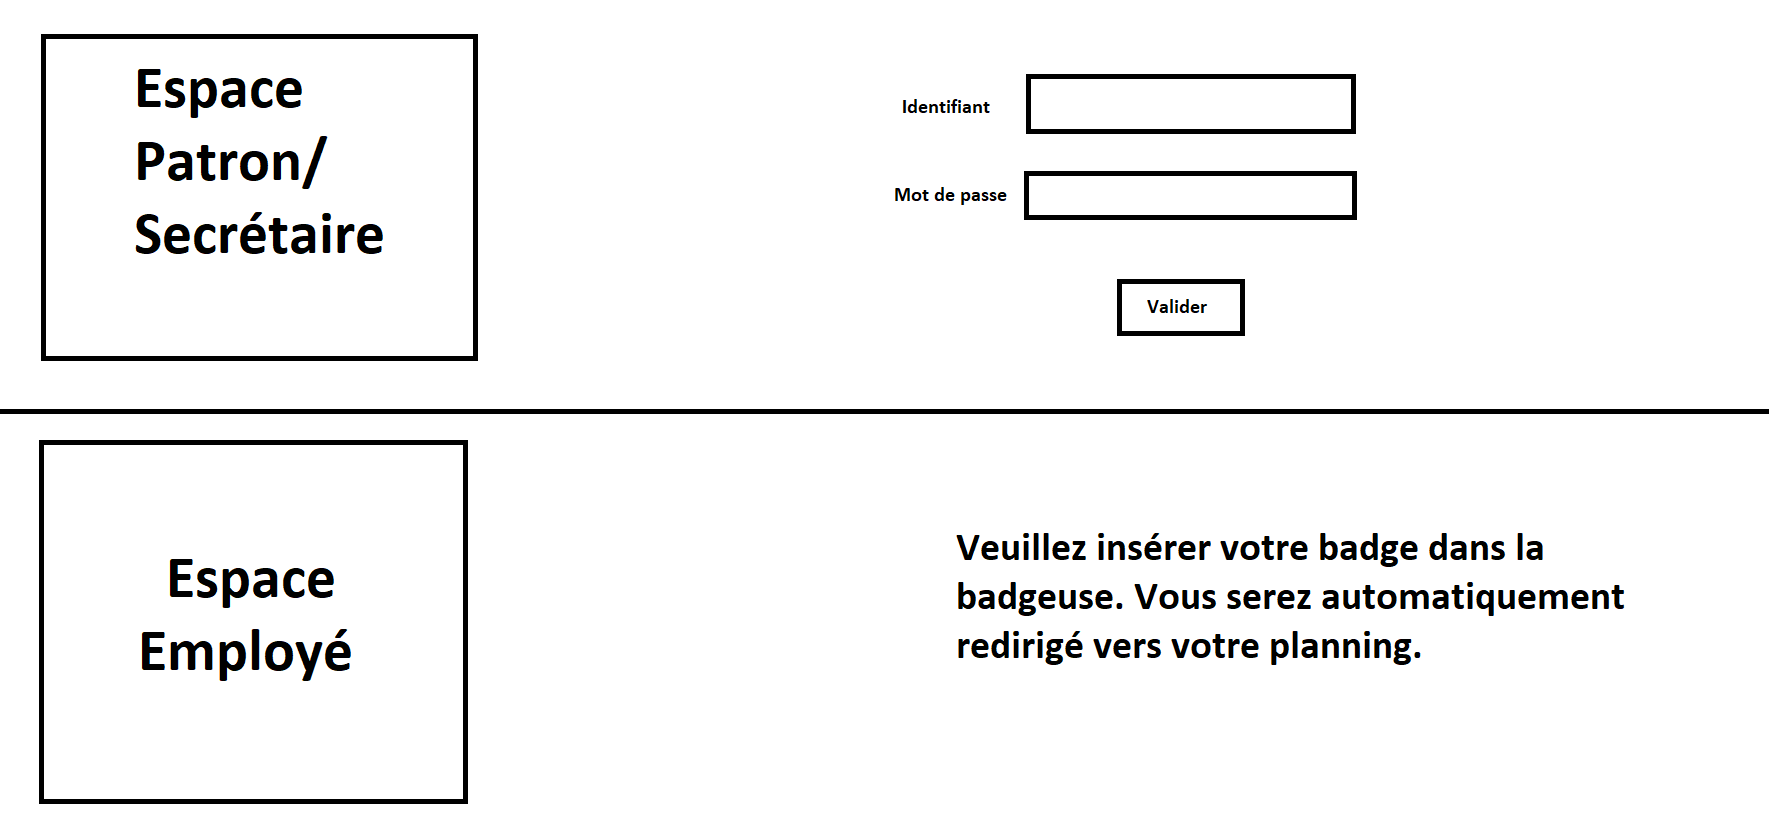 Espace
Patron/
Secrétaire
Identifiant
Mot de passe
Valider
Espace
Employé
Veuillez insérer votre badge dans la
badgeuse. Vous serez automatiquement
redirigé vers votre planning.